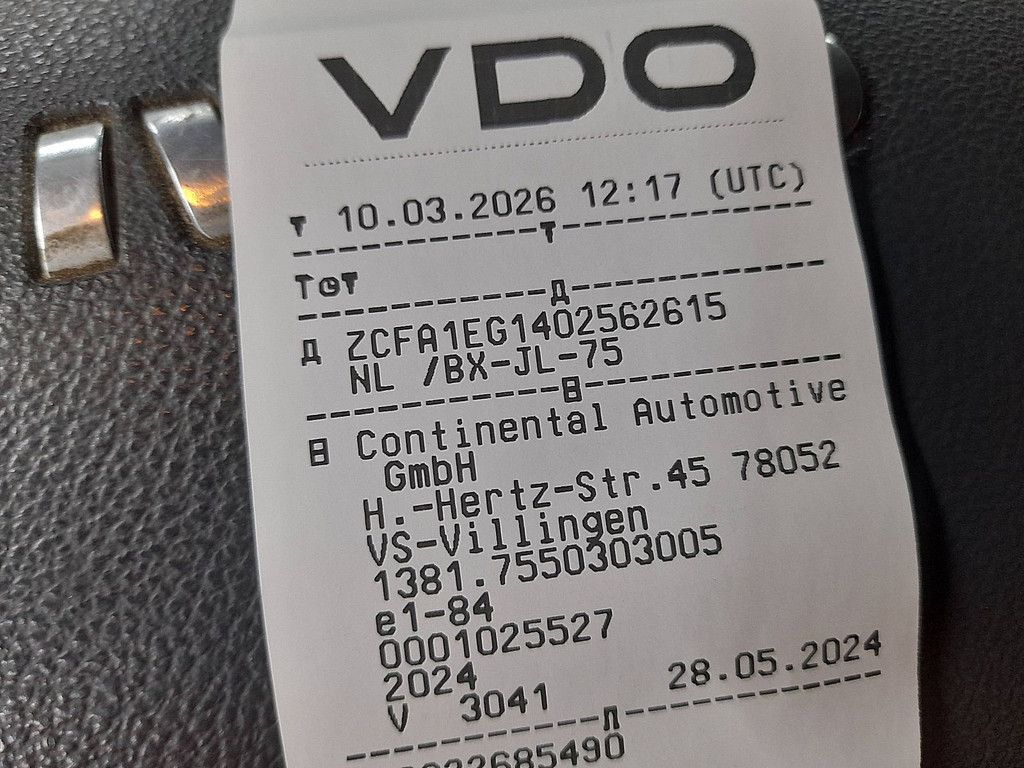 VDO
10.03.2026 12:17 (UTC)
ZCFA1EG1402562615
NL /BX-JL-75
Continental Automotive
GmbH
H.-Hertz-Str.45 78052
VS-Villingen
1381.7550303005
e1-84
0001025527
2024
V 3041 28.05.2024